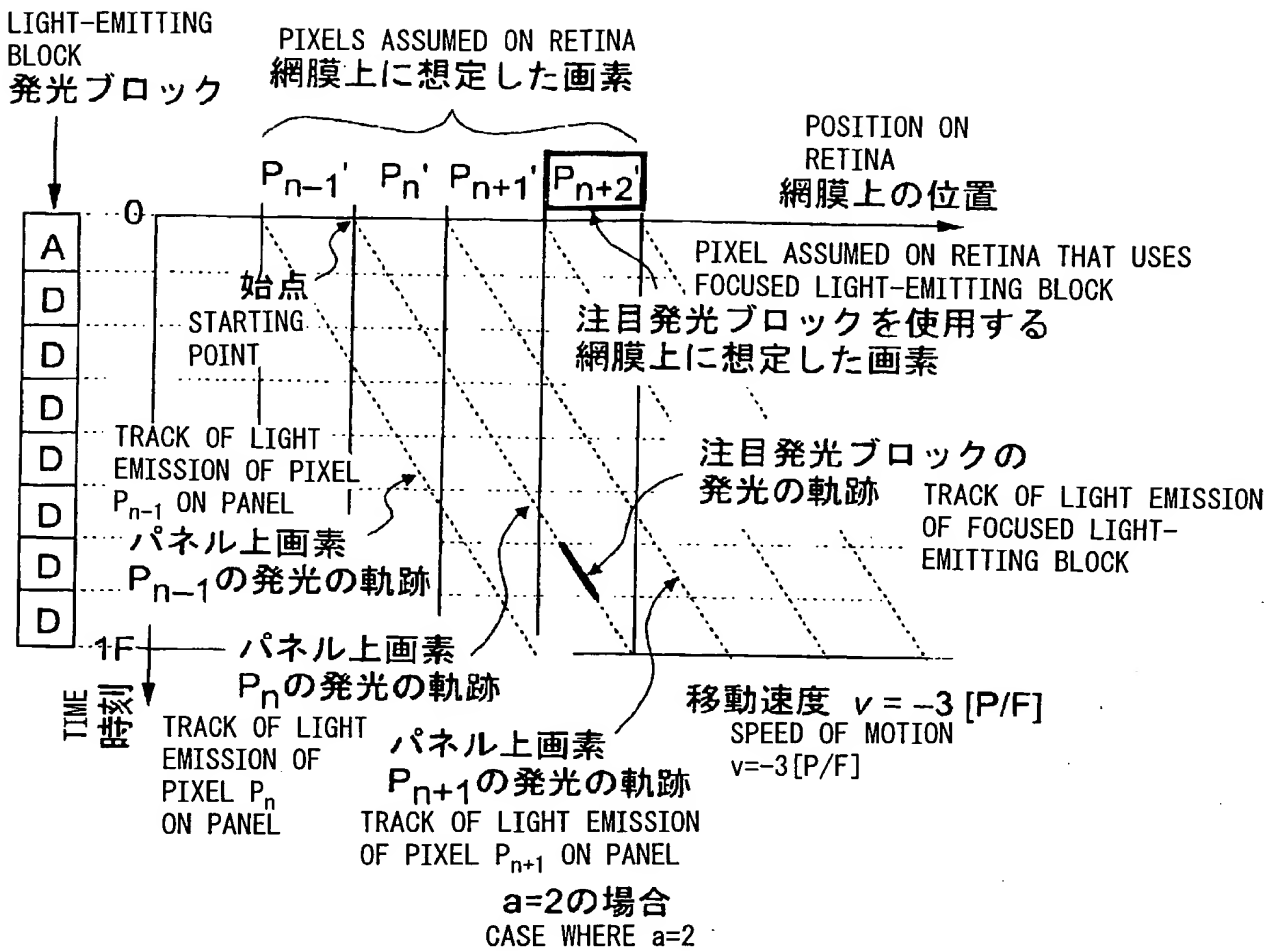 LIGHT-EMITTING
BLOCK
発光ブロック
PIXELS ASSUMED ON RETINA
網膜上に想定した画素
POSITION ON
RETINA
網膜上の位置
Pn-1' Pn' Pn+1' Pn+2'
0
A
D
D
D
D
D
D
D
始点
STARTING
POINT
PIXEL ASSUMED ON RETINA THAT USES
FOCUSED LIGHT-EMITTING BLOCK
注目発光ブロックを使用する
網膜上に想定した画素
TRACK OF LIGHT
EMISSION OF PIXEL
Pn-1 ON PANEL
パネル上画素
Pn-1の発光の軌跡
注目発光ブロックの
発光の軌跡
TRACK OF LIGHT EMISSION
OF FOCUSED LIGHT-
EMITTING BLOCK
1F
TIME
時刻
パネル上画素
Pnの発光の軌跡
TRACK OF LIGHT
EMISSION OF
PIXEL Pn
ON PANEL
パネル上画素
Pn+1の発光の軌跡
TRACK OF LIGHT EMISSION
OF PIXEL Pn+1 ON PANEL
移動速度 v = -3 [P/F]
SPEED OF MOTION
v=-3[P/F]
a=2の場合
CASE WHERE a=2